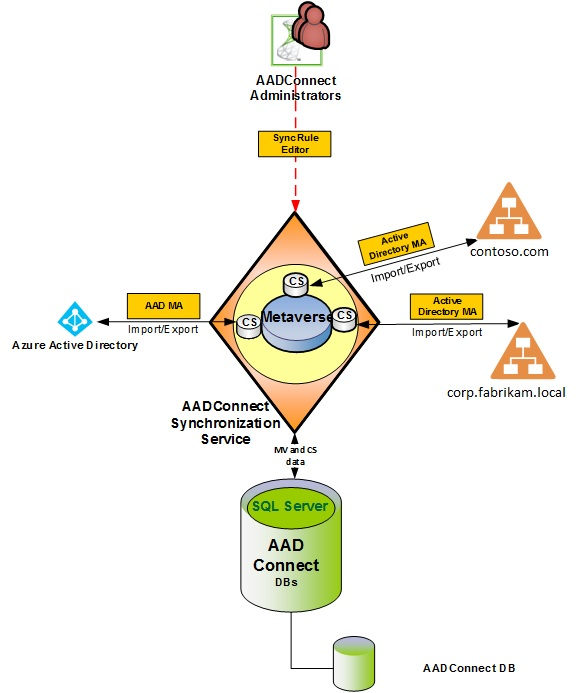 AADConnect
Administrators
Sync Rule
Editor
Active
Directory MA
Import/Export
contoso.com
CS
AAD MA
Import/Export
Metaverse
CS
CS
Active
Directory MA
Import/Export
Azure Active Directory
corp.fabrikam.local
AADConnect
Synchronization
Service
MV and CS
data
SQL Server
AAD
Connect
DBs
AADConnect DB